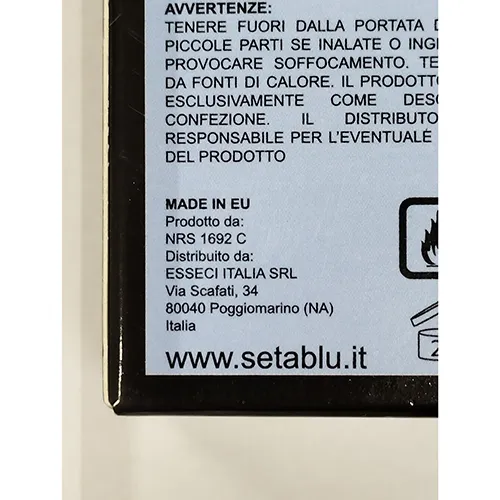 AVVERTENZE:
TENERE FUORI DALLA PORTATA
PICCOLE PARTI SE INALATE O
PROVOCARE SOFFOCAMENTO.
DA FONTI DI CALORE. IL PRODOTTO
ESCLUSIVAMENTE COME
CONFEZIONE. IL
RESPONSABILE PER L'EVENTUALE
DEL PRODOTTO
MADE IN EU
Prodotto da:
NRS 1692 C
Distribuito da:
ESSECI ITALIA SRL
Via Scafati, 34
80040 Poggiomarino (NA)
Italia
www.setablu.it